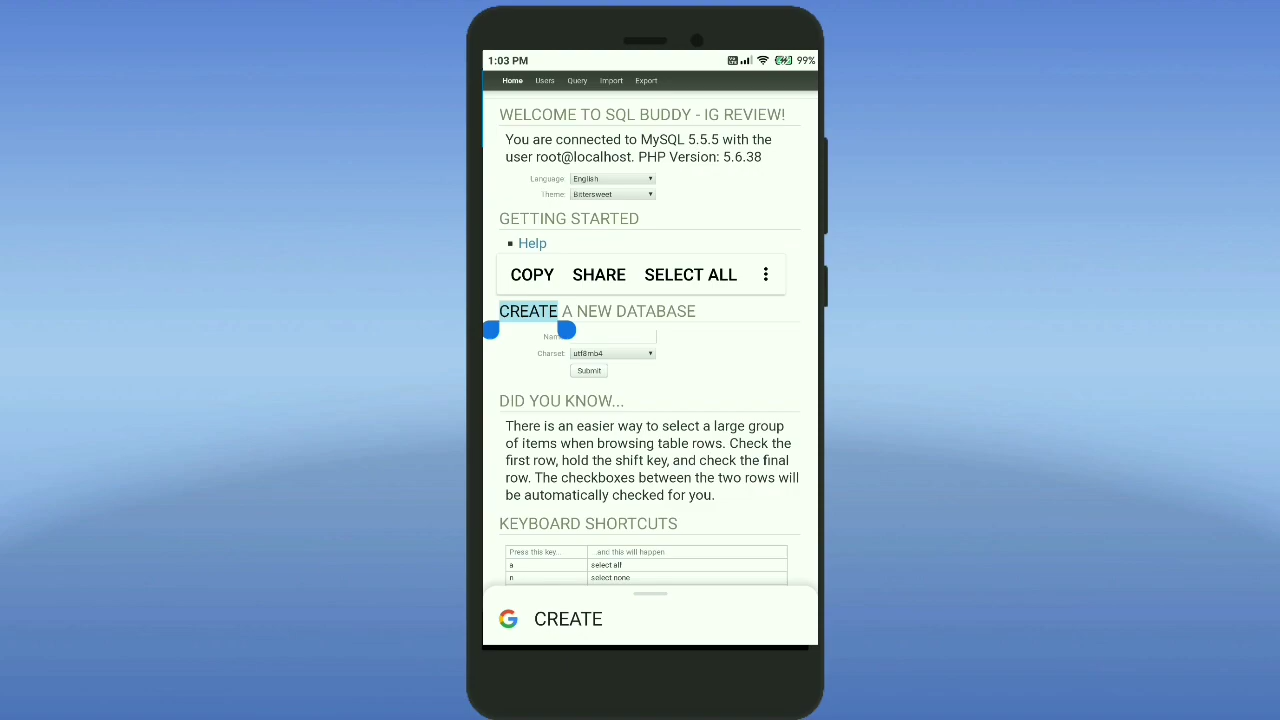 1:03 PM
99%
Home Users Query Import Export
WELCOME TO SQL BUDDY - IG REVIEW!
You are connected to MySQL 5.5.5 with the
user root@localhost. PHP Version: 5.6.38
Language: English
Theme: Bittersweet
GETTING STARTED
Help
COPY SHARE SELECT ALL
CREATE A NEW DATABASE
Charset: utf8mb4
Submit
DID YOU KNOW...
There is an easier way to select a large group
of items when browsing table rows. Check the
first row, hold the shift key, and check the final
row. The checkboxes between the two rows will
be automatically checked for you.
KEYBOARD SHORTCUTS
Press this key... ...and this will happen
a select all
n select none
CREATE